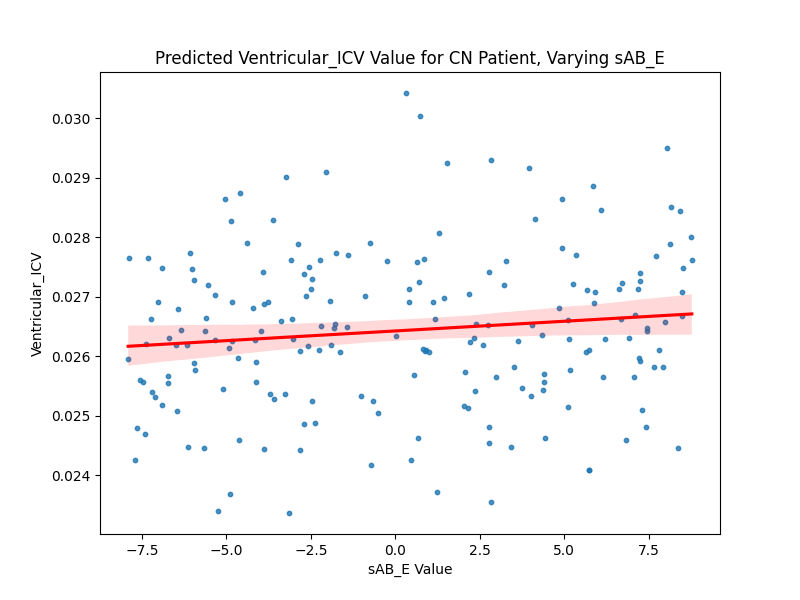 Predicted Ventricular_ICV Value for CN Patient, Varying sAB_E
0.030
0.029
0.028
0.027
0.026
0.025
0.024
Ventricular_ICV
−7.5 −5.0 −2.5 0.0 2.5 5.0 7.5
sAB_E Value